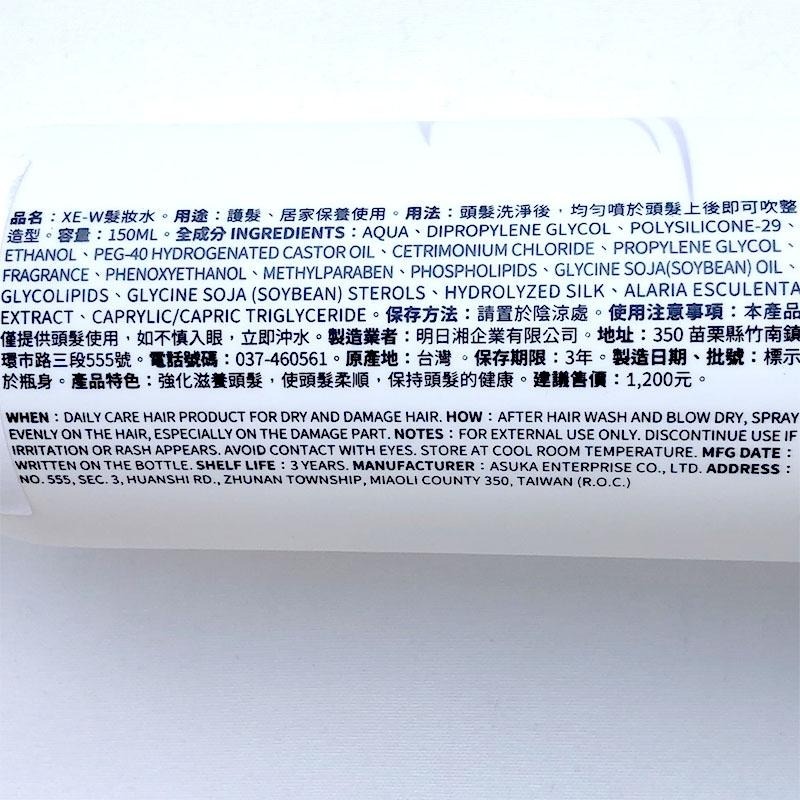 品名：XE-W髮妝水。用途：護髮、居家保養使用。用法：頭髮洗淨後，均勻噴於頭髮上後即可吹整
造型。容量：150ML。全成分 INGREDIENTS：AQUA、DIPROPYLENE GLYCOL、POLYSILICONE-29、
ETHANOL、PEG-40 HYDROGENATED CASTOR OIL、CETRIMONIUM CHLORIDE、PROPYLENE GLYCOL、
FRAGRANCE、PHENOXYETHANOL、METHYLPARABEN、PHOSPHOLIPIDS、GLYCINE SOJA(SOYBEAN) OIL、
GLYCOLIPIDS、GLYCINE SOJA (SOYBEAN) STEROLS、HYDROLYZED SILK、ALARIA ESCULENTA
EXTRACT、CAPRYLIC/CAPRIC TRIGLYCERIDE。保存方法：請置於陰涼處。使用注意事項：本產品
僅提供頭髮使用，如不慎入眼，立即沖水。製造業者：明日湘企業有限公司。地址：350 苗栗縣竹南鎮
環市路三段555號。電話號碼：037-460561。原產地：台灣。保存期限：3年。製造日期、批號：標示
於瓶身。產品特色：強化滋養頭髮，使頭髮柔順，保持頭髮的健康。建議售價：1,200元。
WHEN：DAILY CARE HAIR PRODUCT FOR DRY AND DAMAGE HAIR. HOW：AFTER HAIR WASH AND BLOW DRY, SPRAY
EVENLY ON THE HAIR, ESPECIALLY ON THE DAMAGE PART. NOTES：FOR EXTERNAL USE ONLY. DISCONTINUE USE IF
IRRITATION OR RASH APPEARS. AVOID CONTACT WITH EYES. STORE AT COOL ROOM TEMPERATURE. MFG DATE：
WRITTEN ON THE BOTTLE. SHELF LIFE：3 YEARS. MANUFACTURER：ASUKA ENTERPRISE CO., LTD. ADDRESS：
NO. 555, SEC. 3, HUANSHI RD., ZHUNAN TOWNSHIP, MIAOLI COUNTY 350, TAIWAN (R.O.C.)